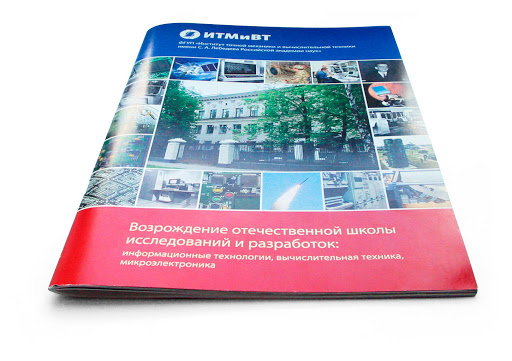 ИТМиВТ
ФГУП «Институт точной механики и вычислительной техники
имени С. А. Лебедева Российской академии наук»
Возрождение отечественной школы
исследований и разработок:
информационные технологии, вычислительная техника,
микроэлектроника